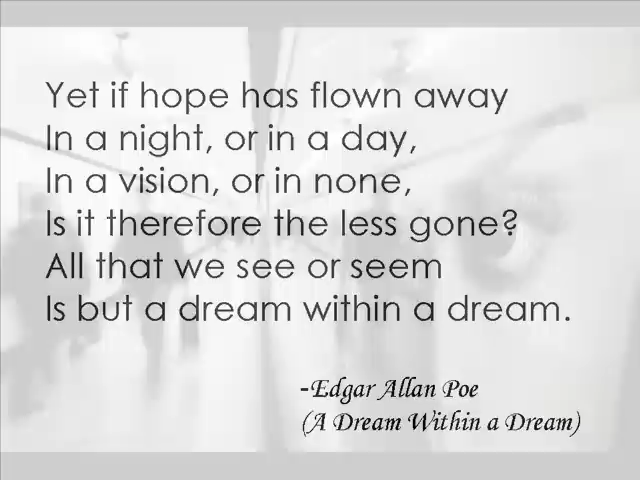 Yet if hope has flown away
In a night, or in a day,
In a vision, or in none,
Is it therefore the less gone?
All that we see or seem
Is but a dream within a dream.
-Edgar Allan Poe
(A Dream Within a Dream)